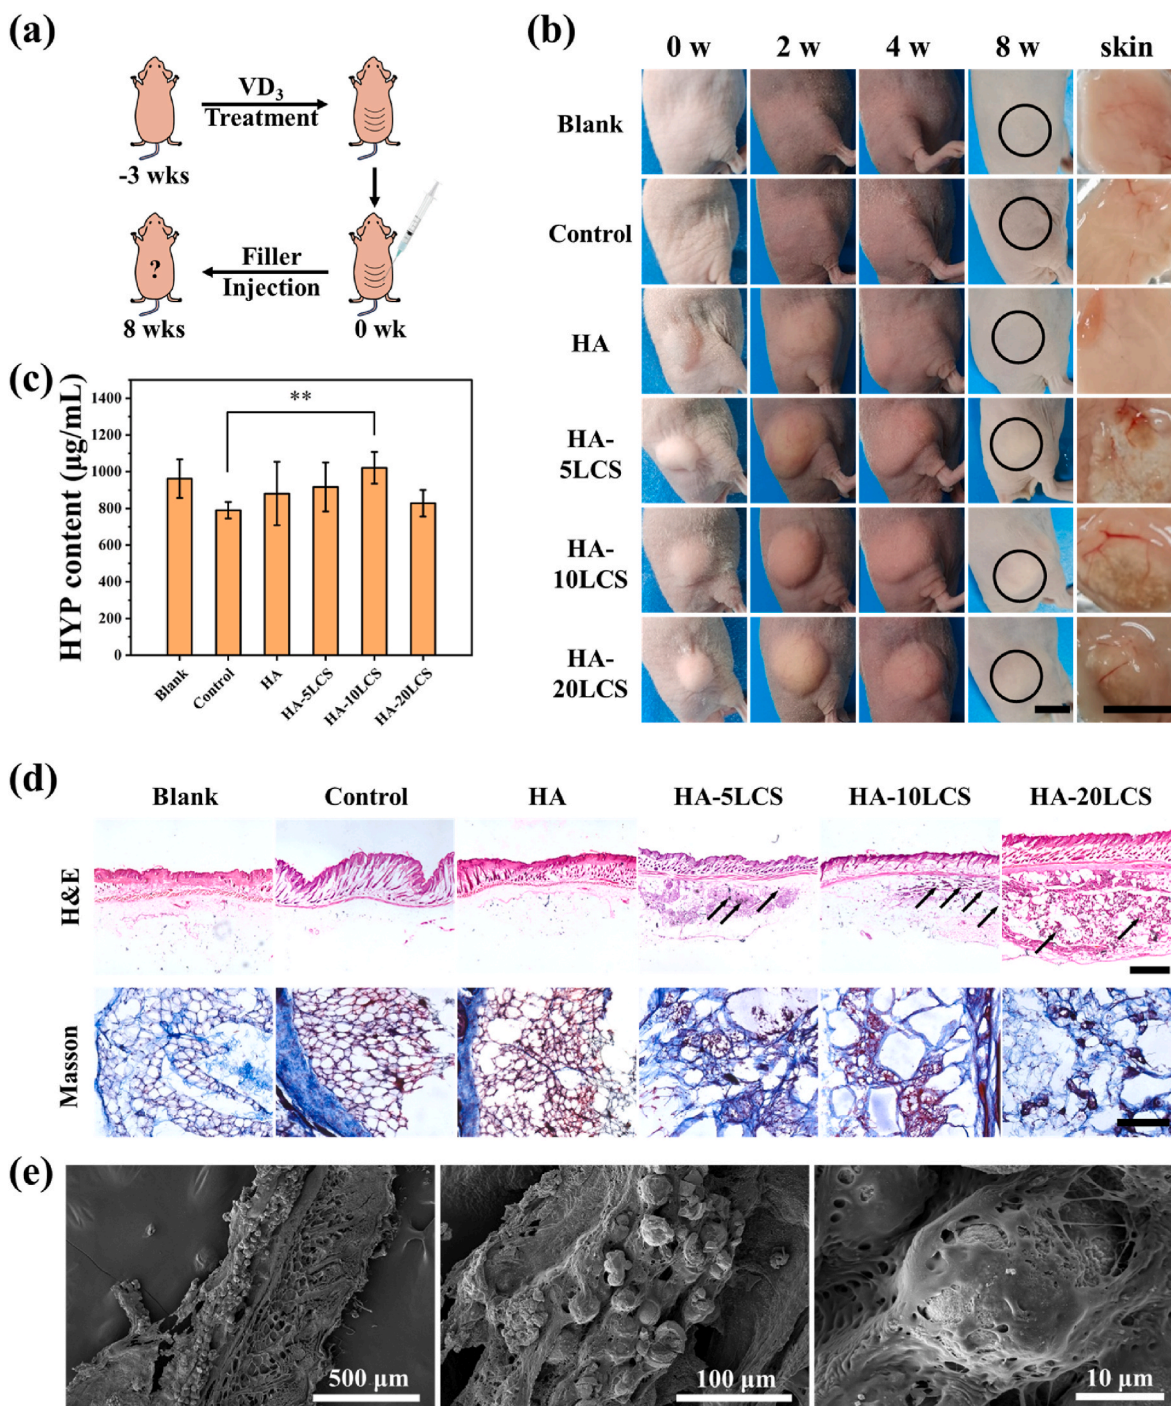 (a)
VD₃
Treatment
-3 wks
?
Filler
Injection
8 wks
0 wk
(b)
0 w 2 w 4 w 8 w skin
Blank
Control
HA
HA-
5LCS
HA-
10LCS
HA-
20LCS
(c)
HYP content (μg/mL)
1400
1200
1000
800
600
400
200
0
**
Blank Control HA HA-5LCS HA-10LCS HA-20LCS
(d)
Blank Control HA HA-5LCS HA-10LCS HA-20LCS
H&E
Masson
(e)
500 μm 100 μm 10 μm